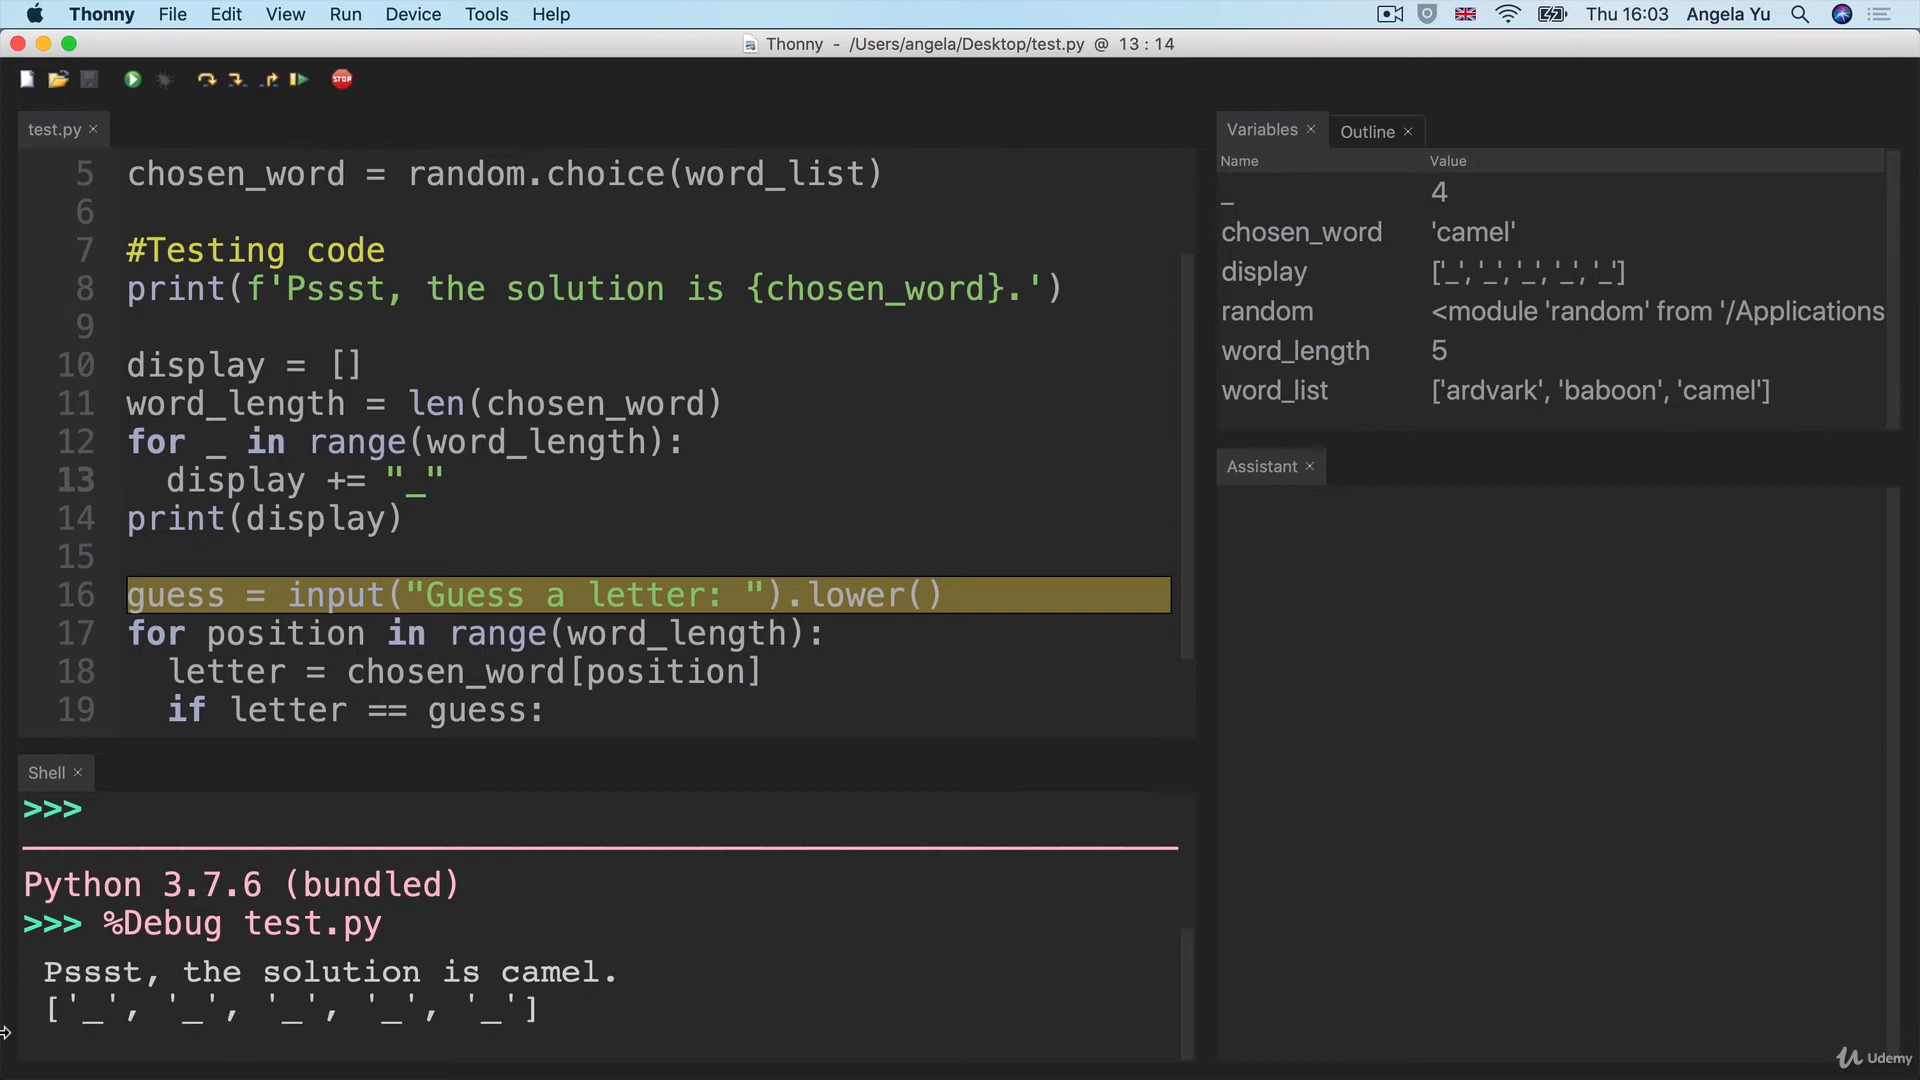 Thonny File Edit View Run Device Tools Help Thu 16:03 Angela Yu
Thonny - /Users/angela/Desktop/test.py @ 13 : 14
STOP
test.py ×
5 chosen_word = random.choice(word_list)
6
7 #Testing code
8 print(f'Pssst, the solution is {chosen_word}.')
9
10 display = []
11 word_length = len(chosen_word)
12 for _ in range(word_length):
13 display += "_"
14 print(display)
15
16 guess = input("Guess a letter: ").lower()
17 for position in range(word_length):
18 letter = chosen_word[position]
19 if letter == guess:
Shell ×
>>>
Python 3.7.6 (bundled)
>>> %Debug test.py
Pssst, the solution is camel.
['_', '_', '_', '_', '_']
Variables × Outline ×
Name Value
_ 4
chosen_word 'camel'
display ['_', '_', '_', '_', '_']
random <module 'random' from '/Applications
word_length 5
word_list ['ardvark', 'baboon', 'camel']
Assistant ×
Udemy